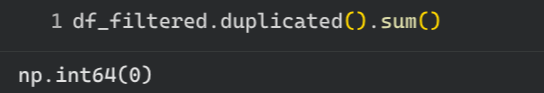 1 df_filtered.duplicated().sum()
np.int64(0)